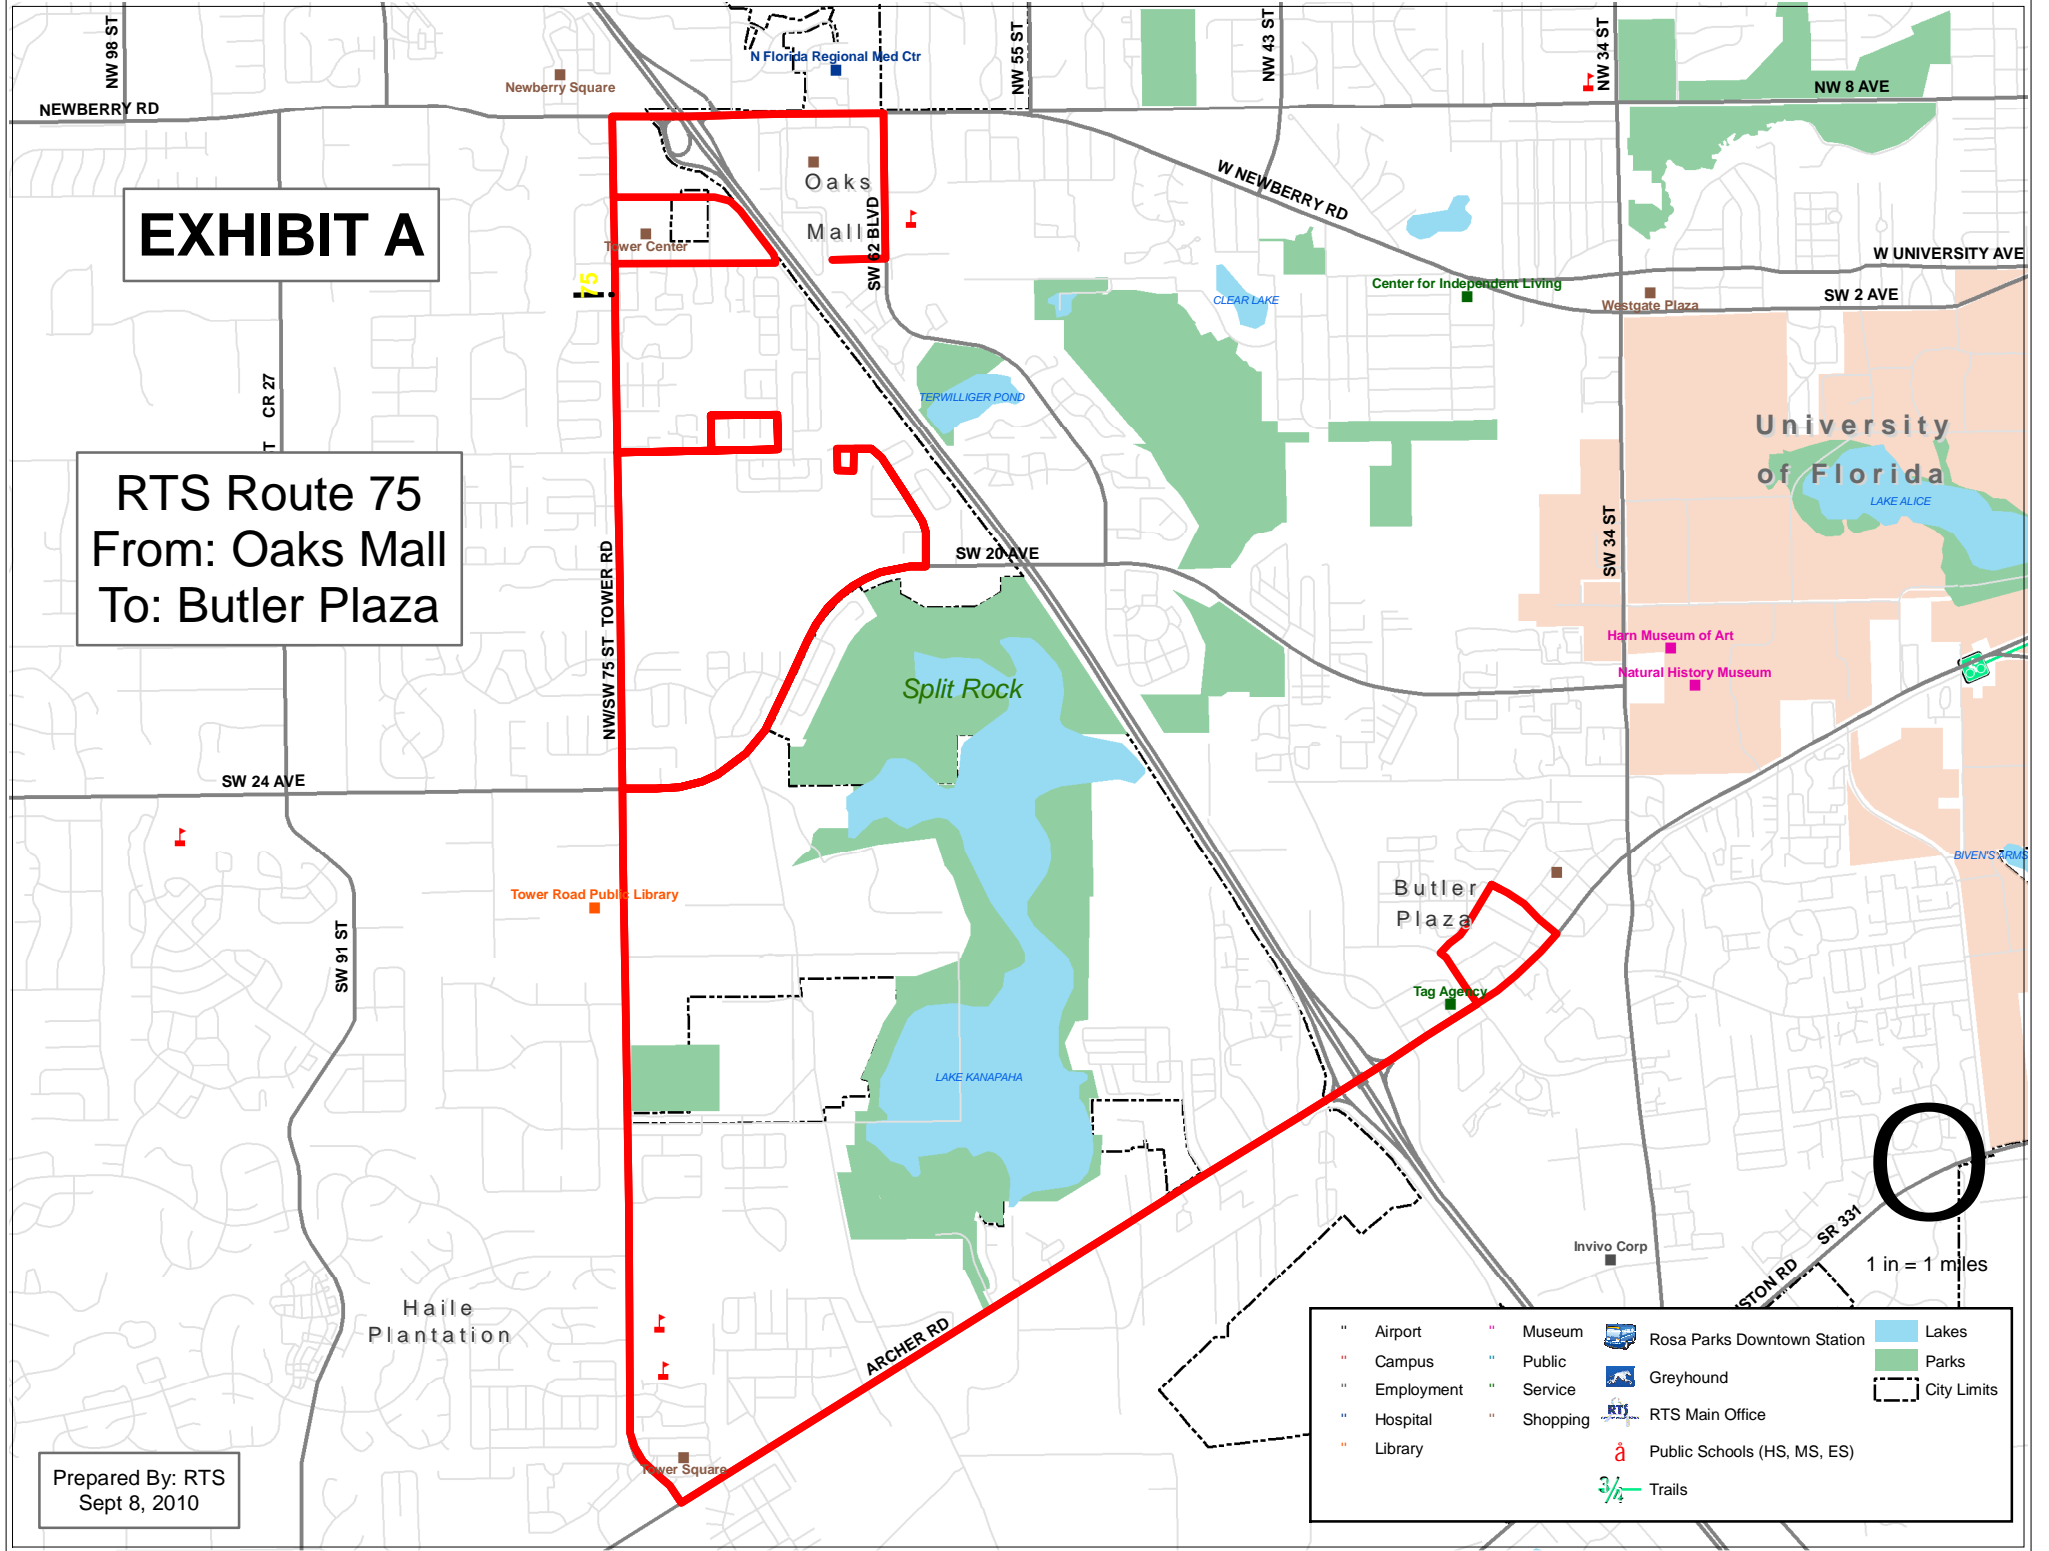 NW 98 ST
NEWBERRY RD
Newberry Square
N Florida Regional Med Ctr
NW 55 ST
NW 43 ST
NW 34 ST
NW 8 AVE
W NEWBERRY RD
W UNIVERSITY AVE
SW 2 AVE
Oaks
Mall
SW 62 BLVD
Tower Center
75
EXHIBIT A
CR 27
T
RTS Route 75
From: Oaks Mall
To: Butler Plaza
CLEAR LAKE
Center for Independent Living
Westgate Plaza
TERWILLIGER POND
University
of Florida
LAKE ALICE
SW 34 ST
SW 20 AVE
NW/SW 75 ST TOWER RD
Harn Museum of Art
Natural History Museum
Split Rock
SW 24 AVE
BIVEN'S ARMS
Tower Road Public Library
Butler
Plaza
SW 91 ST
Tag Agency
LAKE KANAPAHA
O
SR 331
Invivo Corp
1 in = 1 miles
ISTON RD
Haile
Plantation
ARCHER RD
Tower Square
Prepared By: RTS
Sept 8, 2010
" Airport
" Campus
" Employment
" Hospital
" Library
" Museum
" Public
" Service
" Shopping
Rosa Parks Downtown Station
Greyhound
RTS RTS Main Office
å Public Schools (HS, MS, ES)
3/4 Trails
Lakes
Parks
City Limits